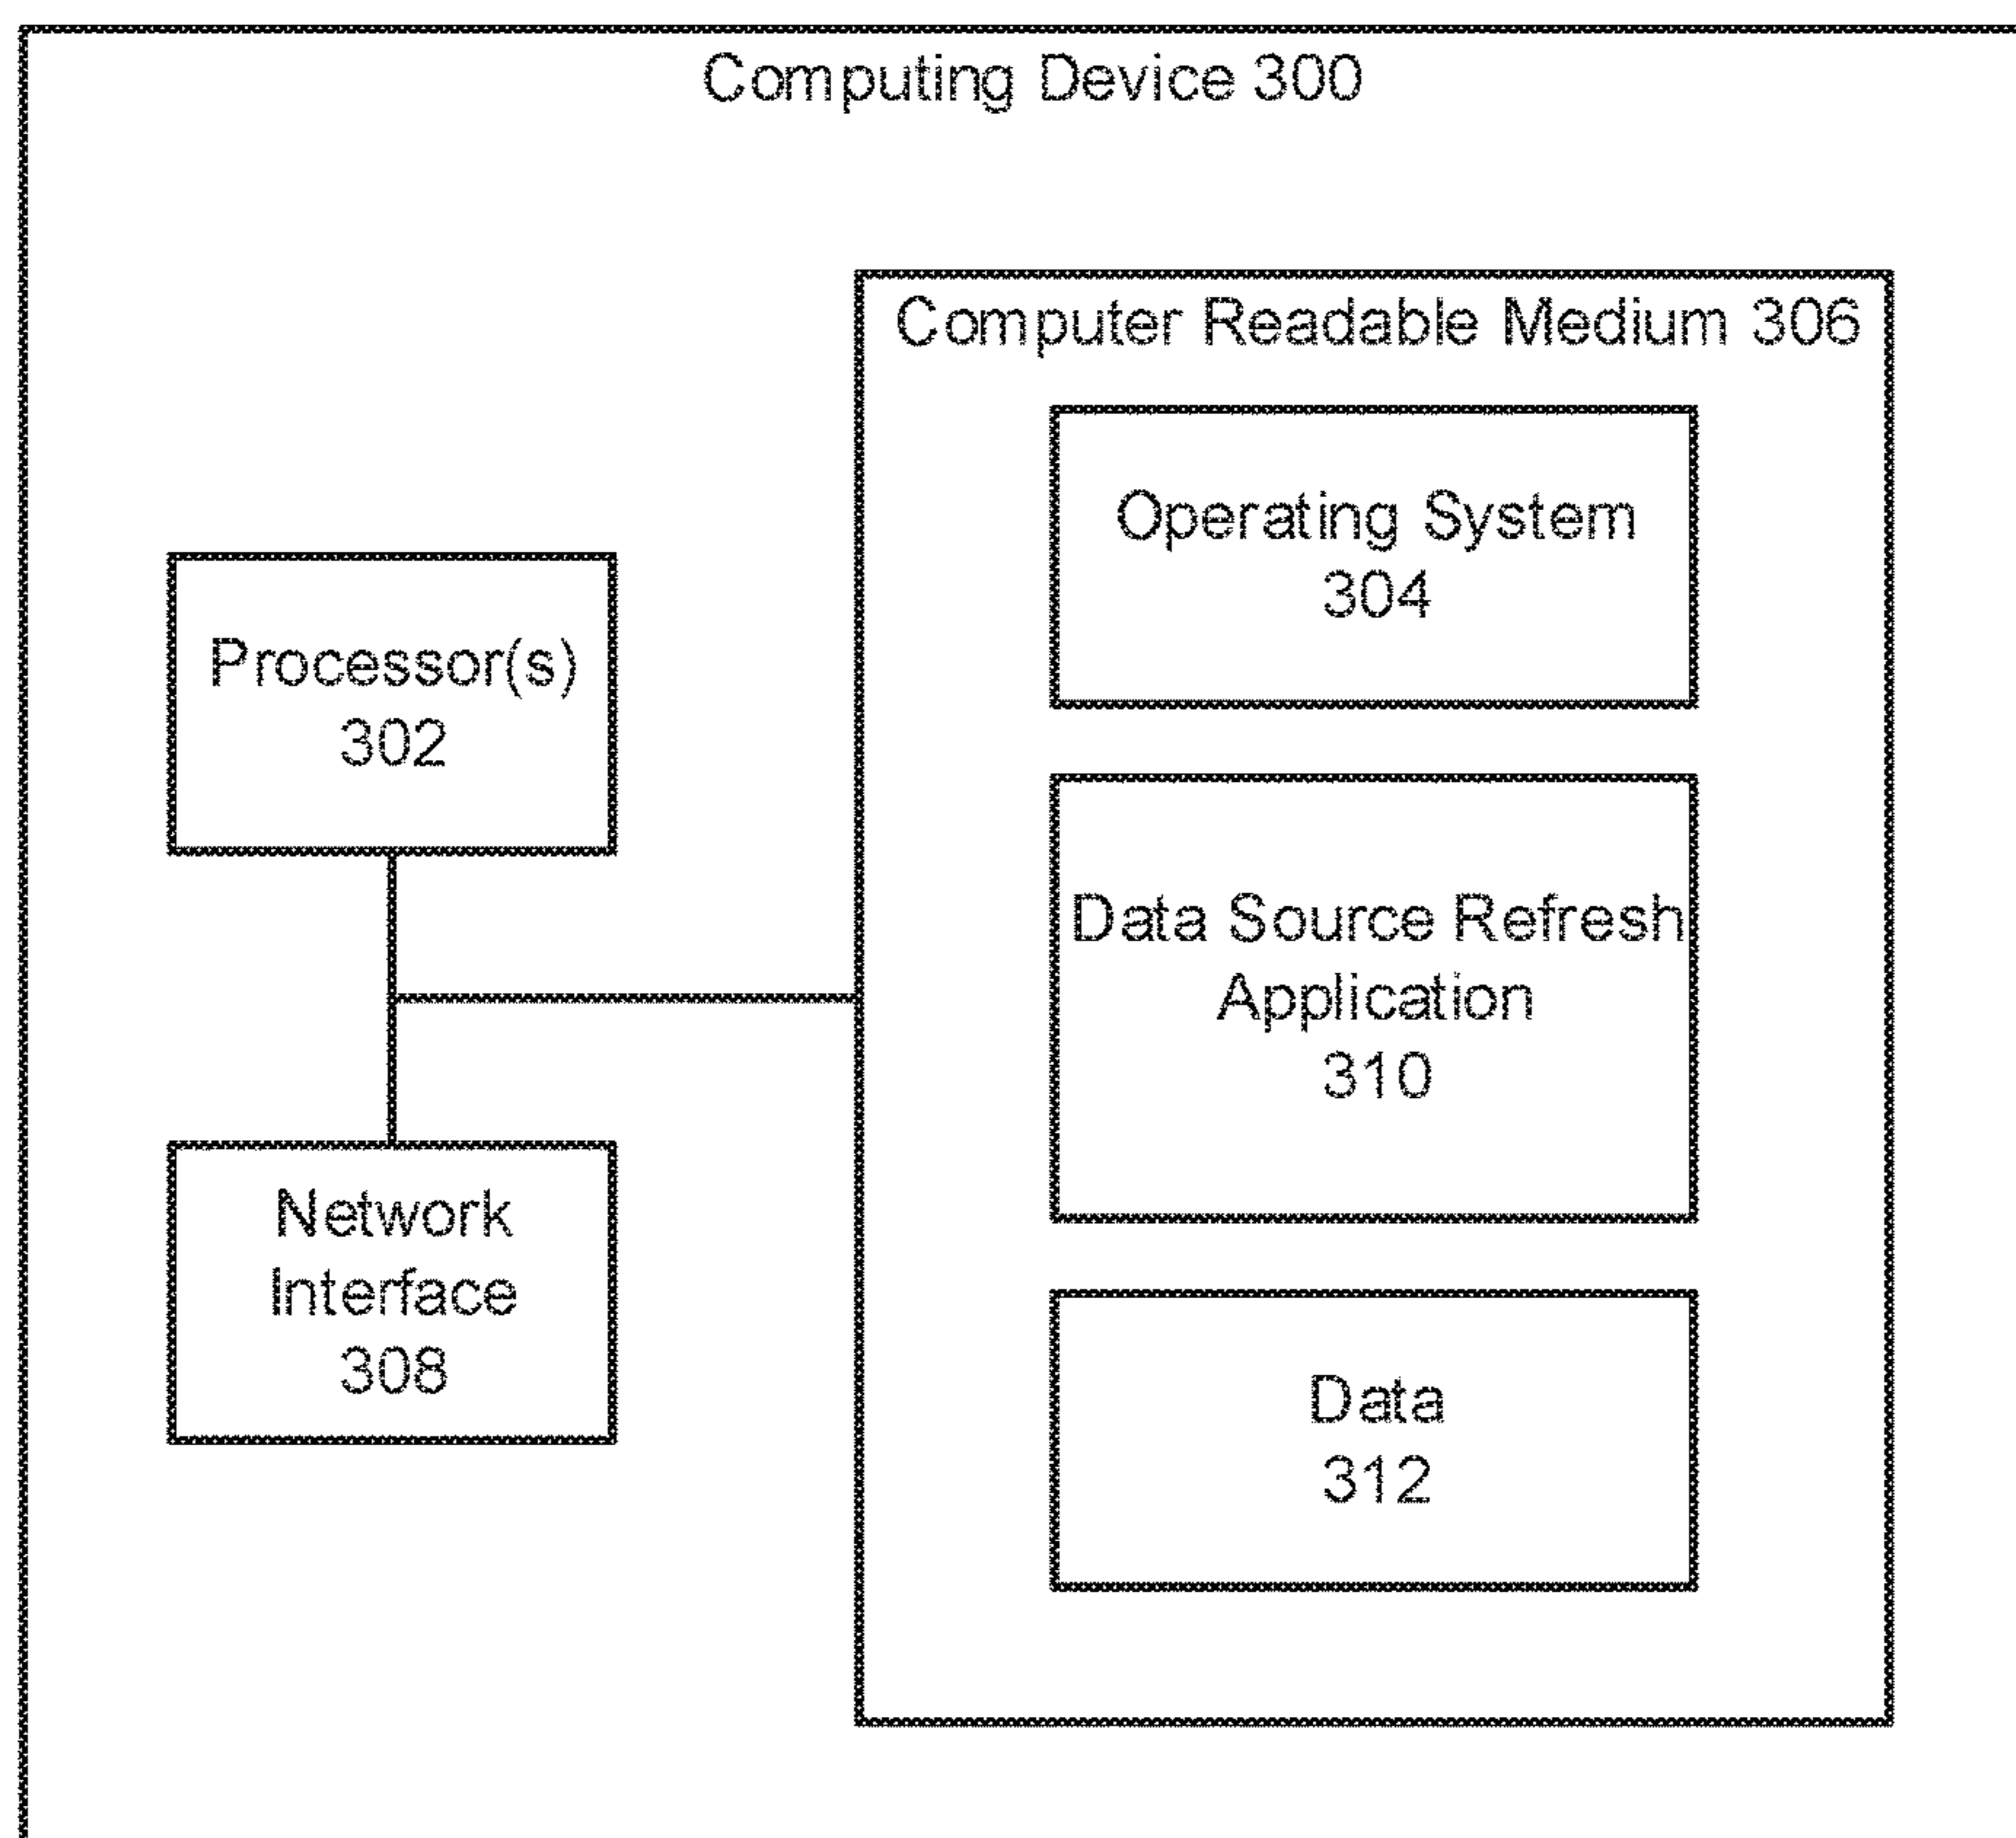 Computing Device 300
Computer Readable Medium 306
Operating System
304
Processor(s)
302
Data Source Refresh
Application
310
Network
Interface
308
Data
312